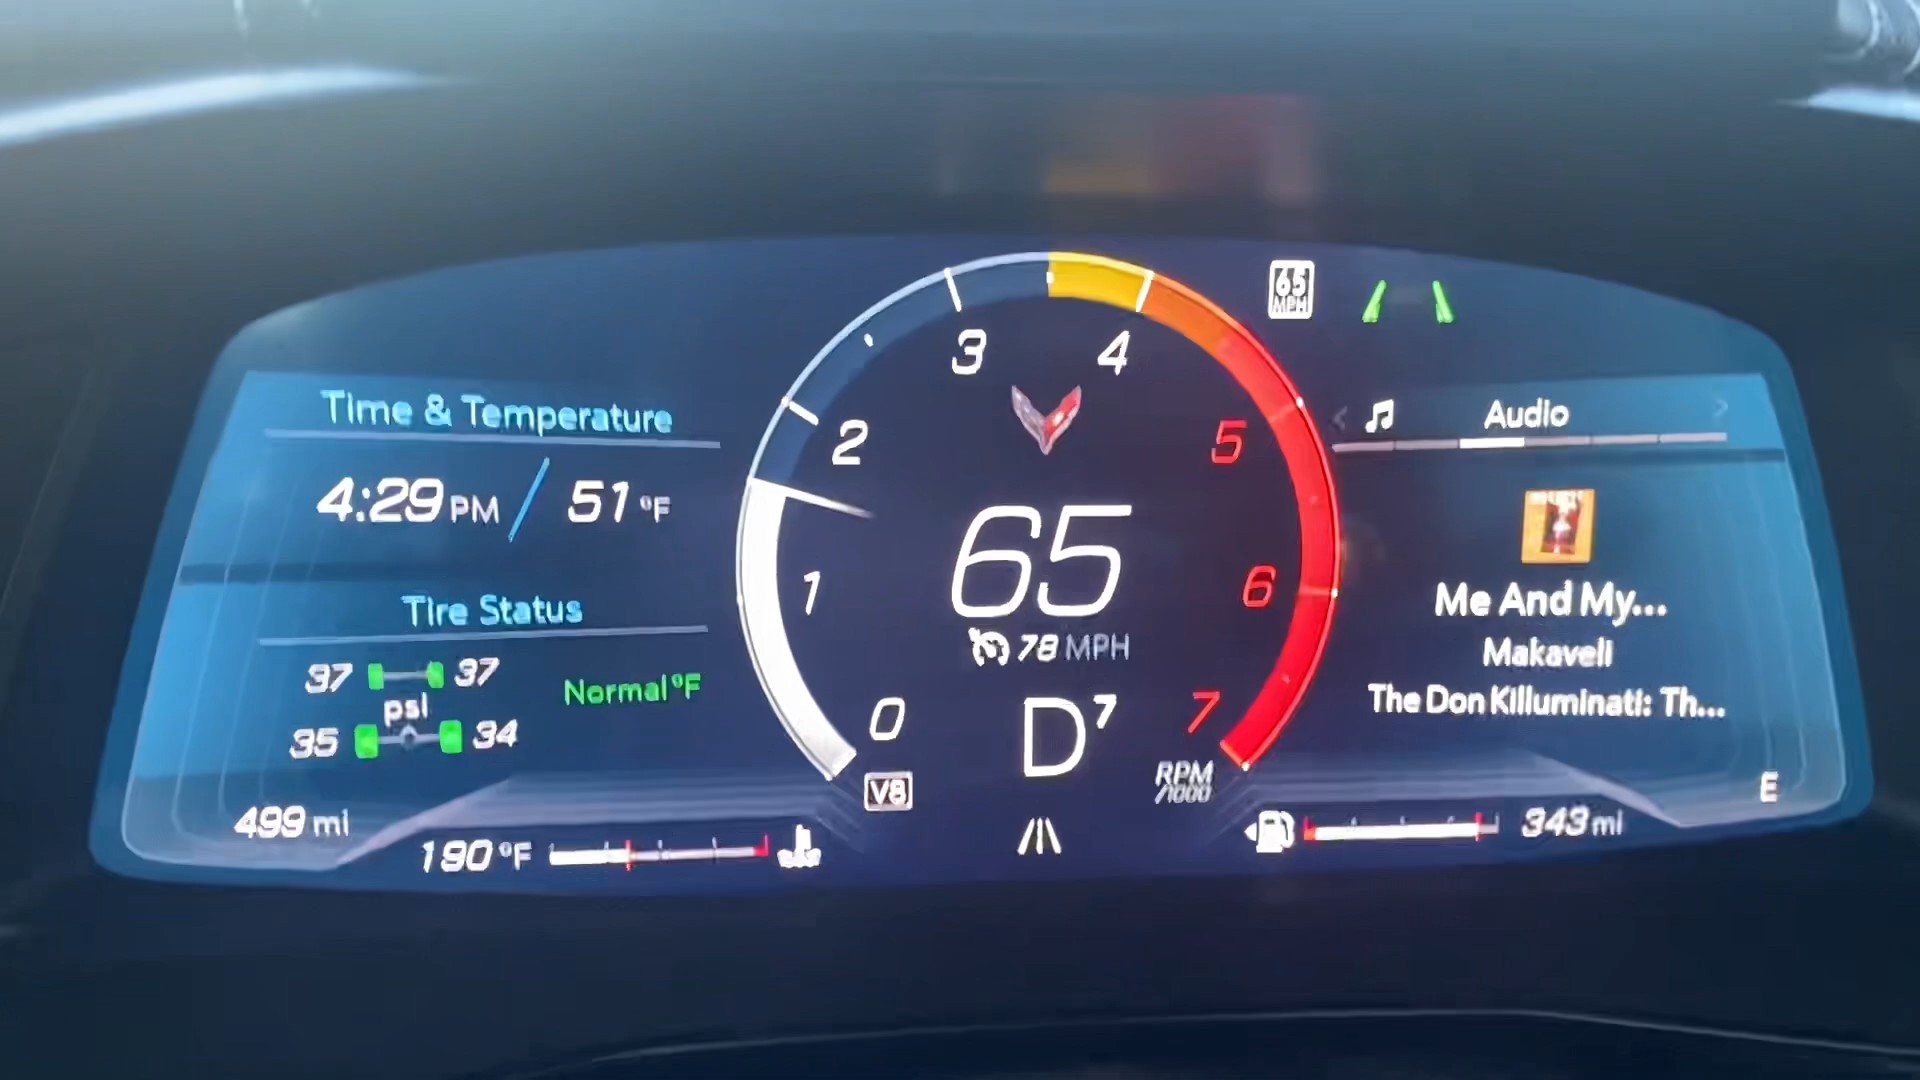 Time & Temperature
4:29 PM / 51 °F
Tire Status
37 37
psi
35 34
Normal °F
499 mi
190 °F
0
1
2
3
4
5
6
7
RPM
/1000
V8
65
78 MPH
D7
65
MPH
Audio
Me And My...
Makaveli
The Don Killuminati: Th...
E
343 mi